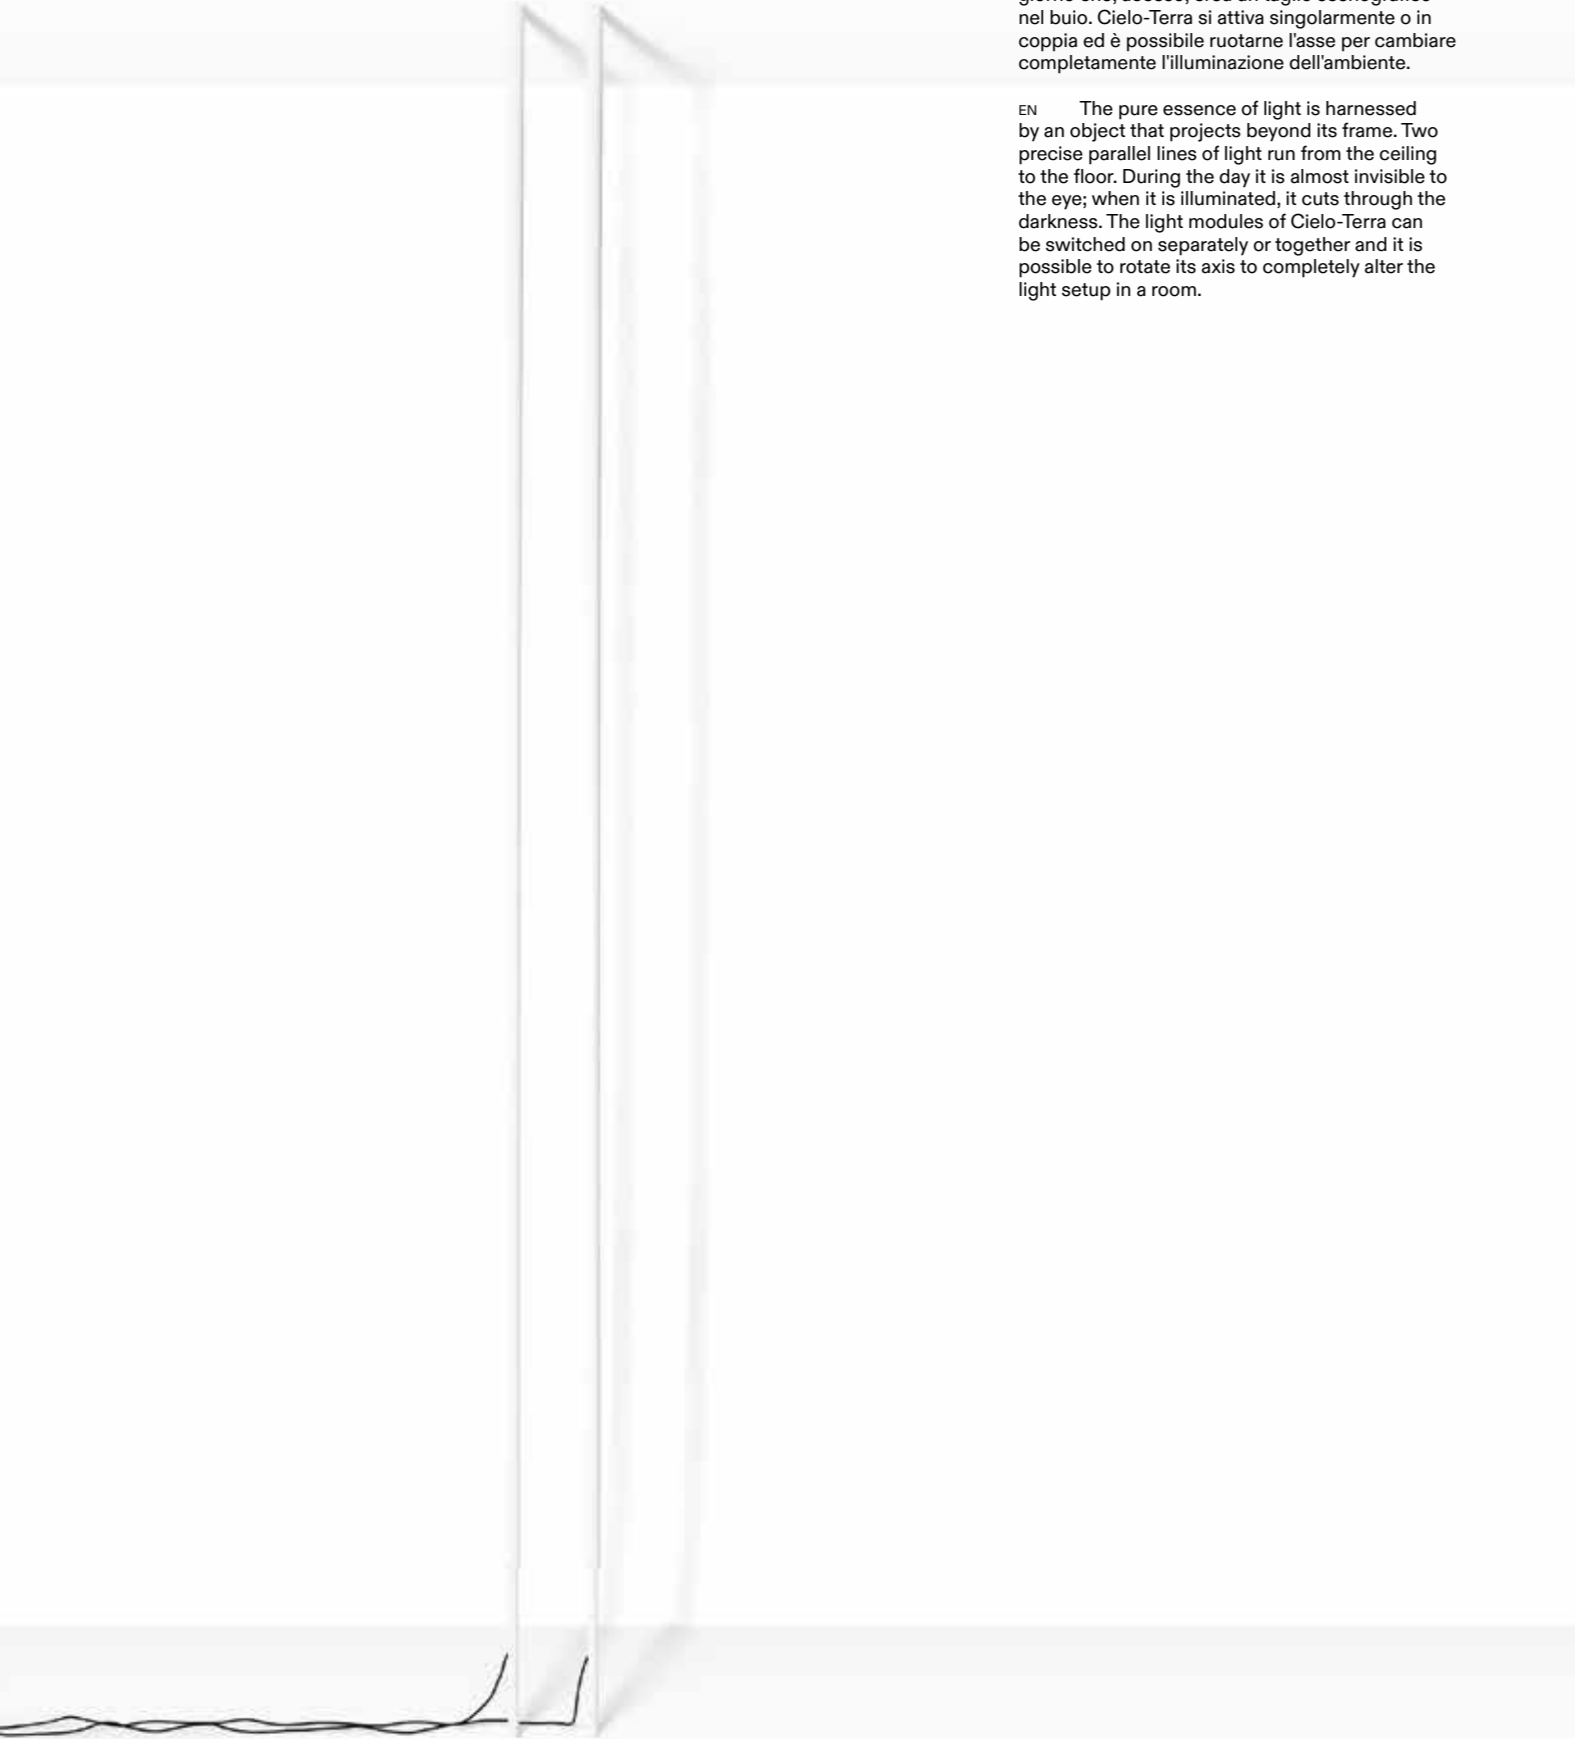 nel buio. Cielo-Terra si attiva singolarmente o in
coppia ed è possibile ruotarne l'asse per cambiare
completamente l'illuminazione dell'ambiente.
EN The pure essence of light is harnessed
by an object that projects beyond its frame. Two
precise parallel lines of light run from the ceiling
to the floor. During the day it is almost invisible to
the eye; when it is illuminated, it cuts through the
darkness. The light modules of Cielo-Terra can
be switched on separately or together and it is
possible to rotate its axis to completely alter the
light setup in a room.